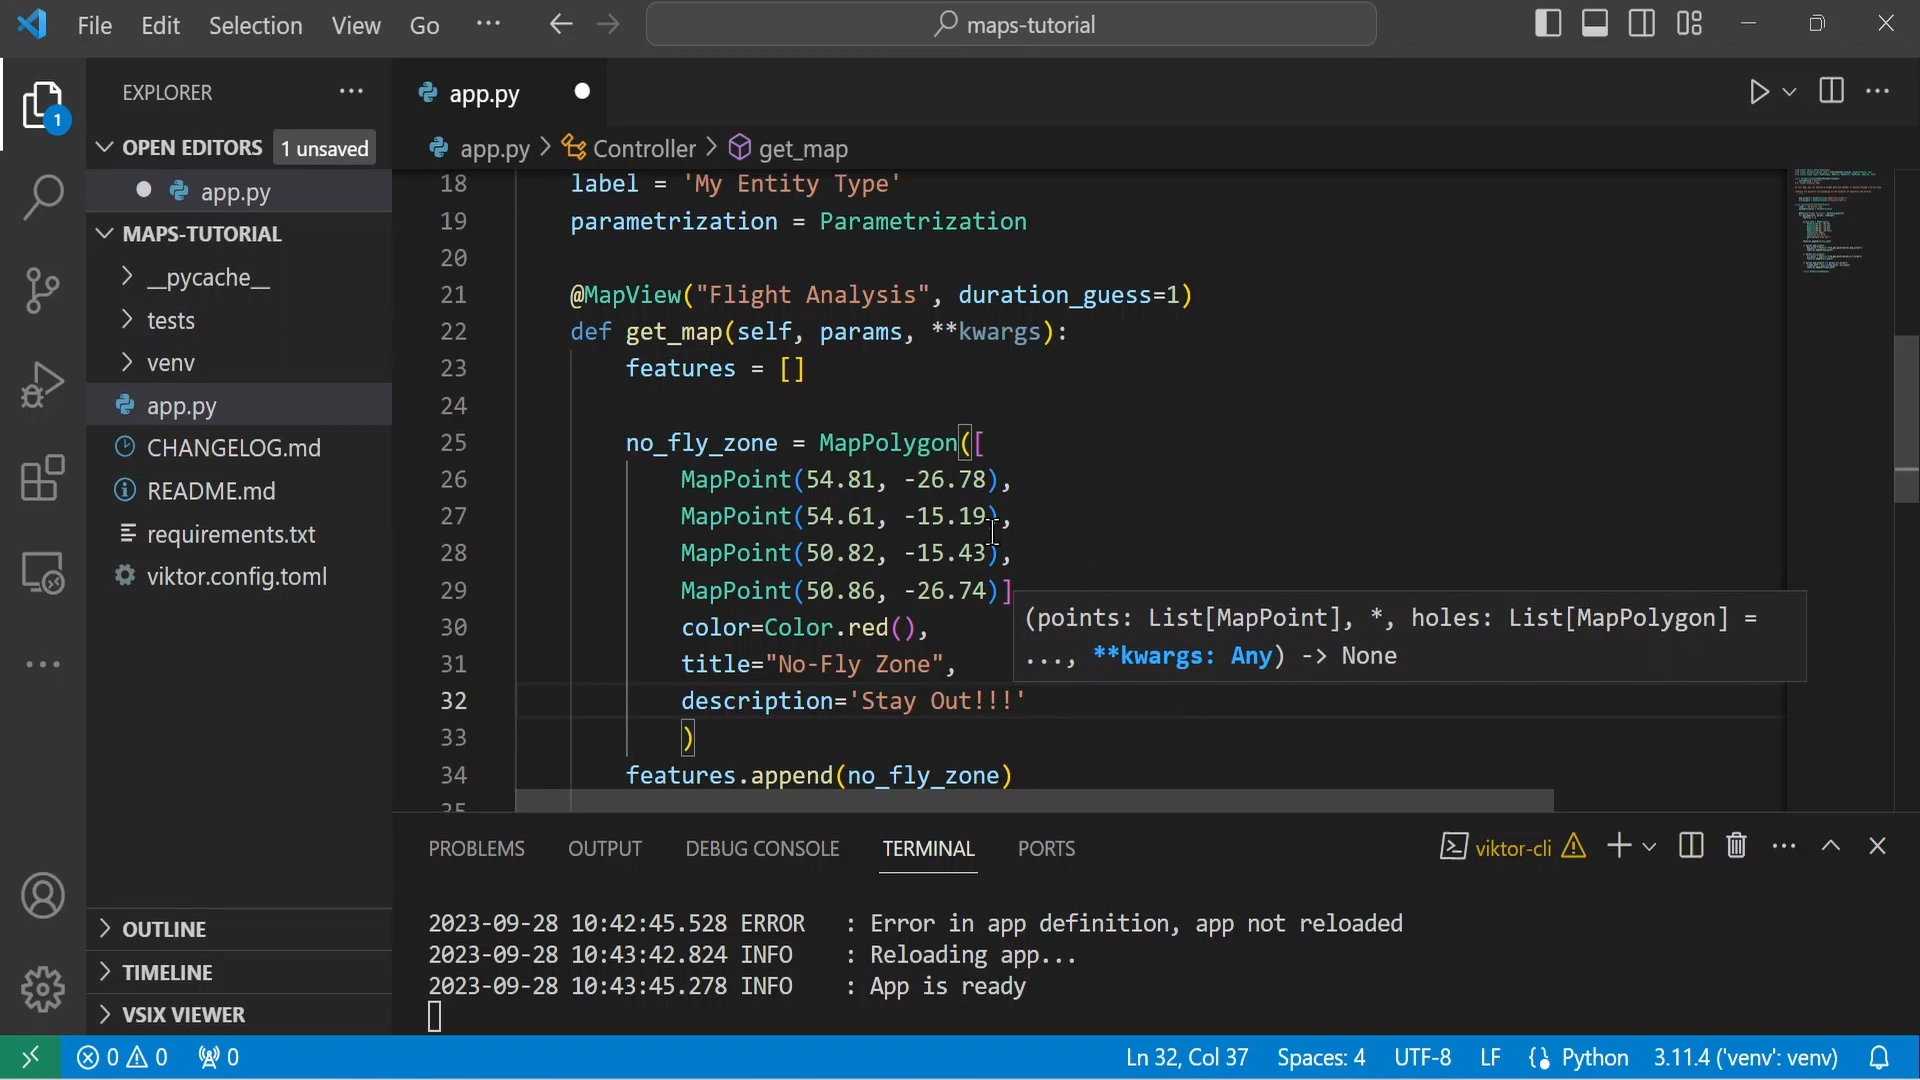 File Edit Selection View Go ··· maps-tutorial
EXPLORER ···
OPEN EDITORS 1 unsaved
app.py
MAPS-TUTORIAL
__pycache__
tests
venv
app.py
CHANGELOG.md
README.md
requirements.txt
viktor.config.toml
OUTLINE
TIMELINE
VSIX VIEWER
1
app.py
app.py > Controller > get_map
18 label = 'My Entity Type'
19 parametrization = Parametrization
20
21 @MapView("Flight Analysis", duration_guess=1)
22 def get_map(self, params, **kwargs):
23 features = []
24
25 no_fly_zone = MapPolygon([
26 MapPoint(54.81, -26.78),
27 MapPoint(54.61, -15.19),
28 MapPoint(50.82, -15.43),
29 MapPoint(50.86, -26.74)]
30 color=Color.red(),
31 title="No-Fly Zone",
32 description='Stay Out!!!'
33 )
34 features.append(no_fly_zone)
35
(points: List[MapPoint], *, holes: List[MapPolygon] =
..., **kwargs: Any) -> None
PROBLEMS OUTPUT DEBUG CONSOLE TERMINAL PORTS viktor-cli
2023-09-28 10:42:45.528 ERROR : Error in app definition, app not reloaded
2023-09-28 10:43:42.824 INFO : Reloading app...
2023-09-28 10:43:45.278 INFO : App is ready
0 0 0 Ln 32, Col 37 Spaces: 4 UTF-8 LF Python 3.11.4 ('venv': venv)